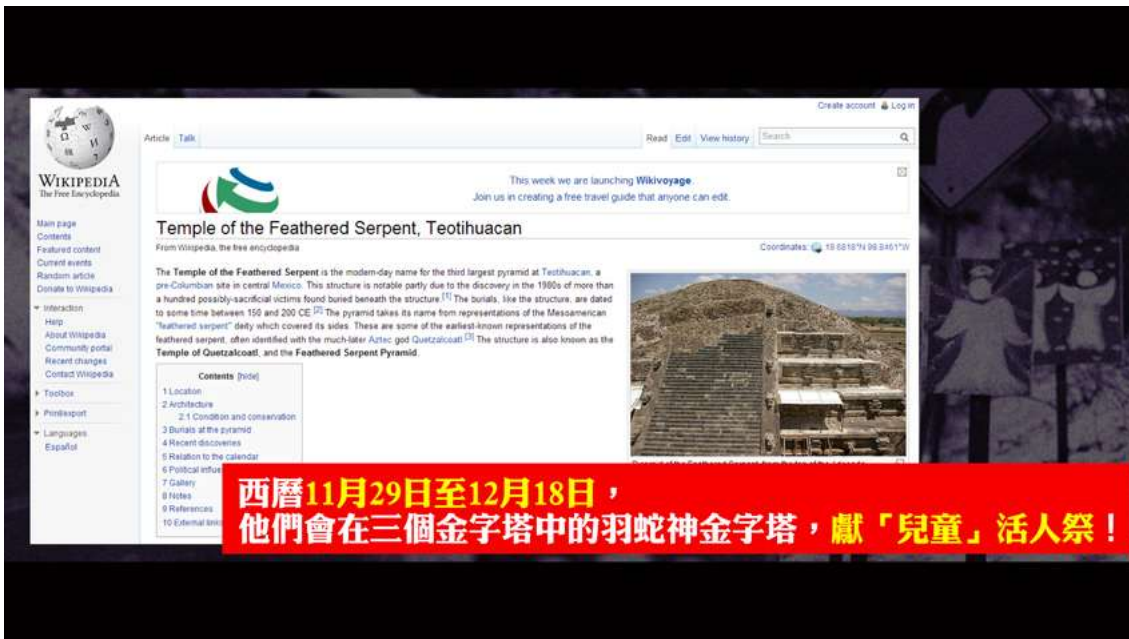 Create account Log in
Article Talk
Read Edit View history Search
WIKIPEDIA
The Free Encyclopedia
This week we are launching Wikivoyage.
Join us in creating a free travel guide that anyone can edit.
Main page
Contents
Featured content
Current events
Random article
Donate to Wikipedia
Interaction
Help
About Wikipedia
Community portal
Recent changes
Contact Wikipedia
Toolbox
Print/export
Languages
Español
Temple of the Feathered Serpent, Teotihuacan
From Wikipedia, the free encyclopedia
Coordinates:
The Temple of the Feathered Serpent is the modern-day name for the third largest pyramid at Teotihuacan, a
pre-Columbian site in central Mexico. This structure is notable partly due to the discovery in the 1980s of more than
a hundred possibly-sacrificial victims found buried beneath the structure.[1] The burials, like the structure, are dated
to some time between 150 and 200 CE.[2] The pyramid takes its name from representations of the Mesoamerican
"feathered serpent" deity which covered its sides. These are some of the earliest-known representations of the
feathered serpent, often identified with the much-later Aztec god Quetzalcoatl.[3] The structure is also known as the
Temple of Quetzalcoatl, and the Feathered Serpent Pyramid.
Contents [hide]
1 Location
2 Architecture
2.1 Condition and conservation
3 Burials at the pyramid
4 Recent discoveries
5 Relation to the calendar
6 Political influe
7 Gallery
8 Notes
9 References
10 External links
西曆11月29日至12月18日，
他們會在三個金字塔中的羽蛇神金字塔，獻「兒童」活人祭！